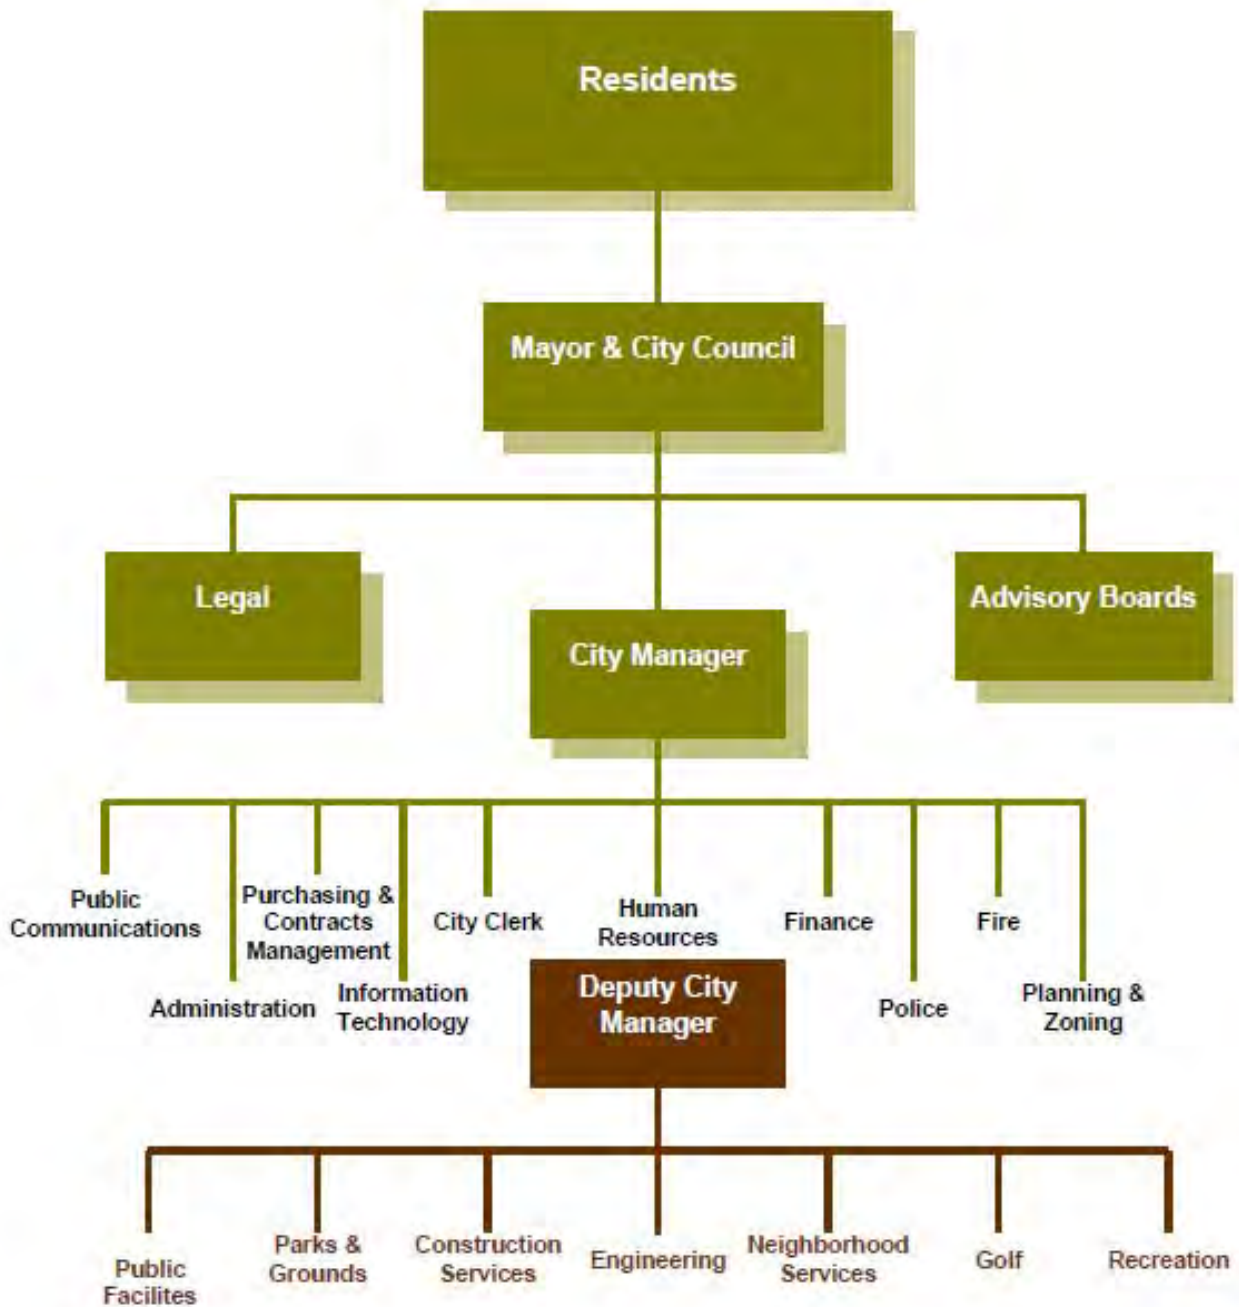 Residents
Mayor & City Council
Legal
Advisory Boards
City Manager
Public
Communications
Administration
Purchasing &
Contracts
Management
Information
Technology
City Clerk
Human
Resources
Finance
Police
Fire
Planning &
Zoning
Deputy City
Manager
Public
Facilites
Parks &
Grounds
Construction
Services
Engineering
Neighborhood
Services
Golf
Recreation